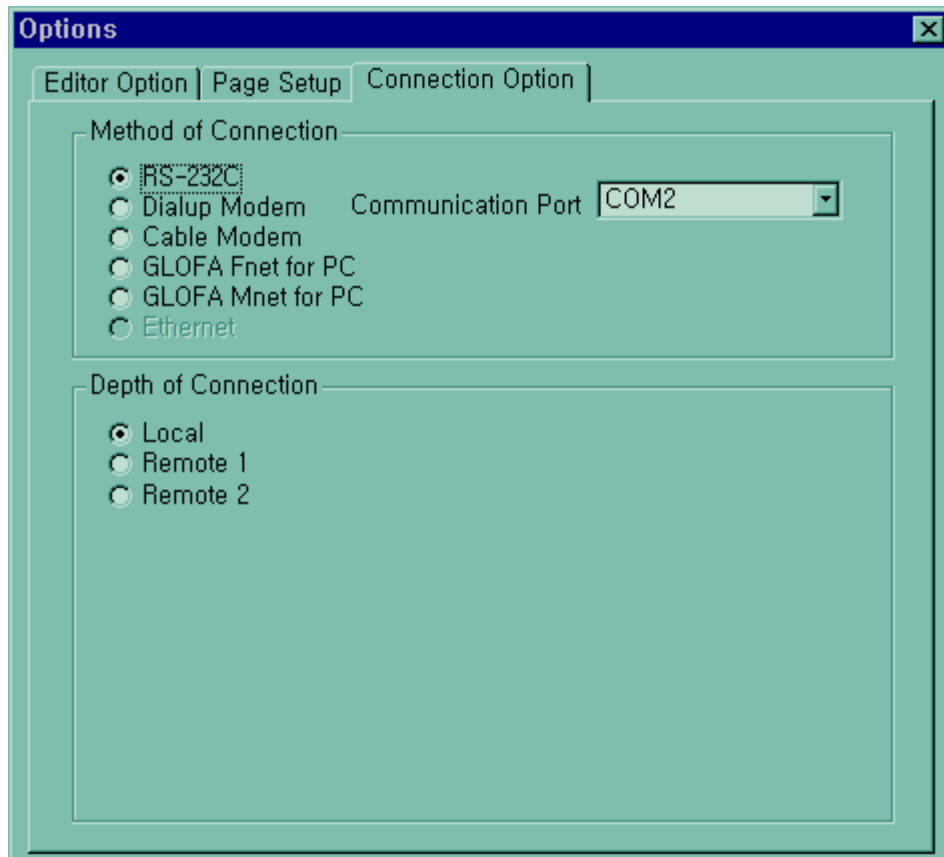 Options
Editor Option Page Setup Connection Option
Method of Connection
RS-232C
Dialup Modem Communication Port COM2
Cable Modem
GLOFA Fnet for PC
GLOFA Mnet for PC
Ethernet
Depth of Connection
Local
Remote 1
Remote 2